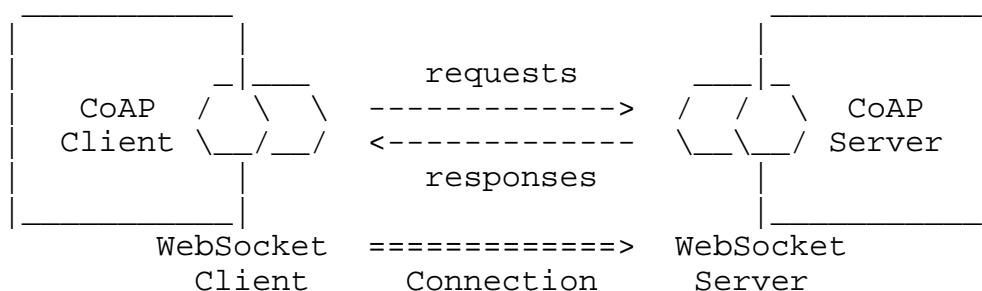 requests
CoAP CoAP
Client Server
responses
WebSocket WebSocket
Client Connection Server